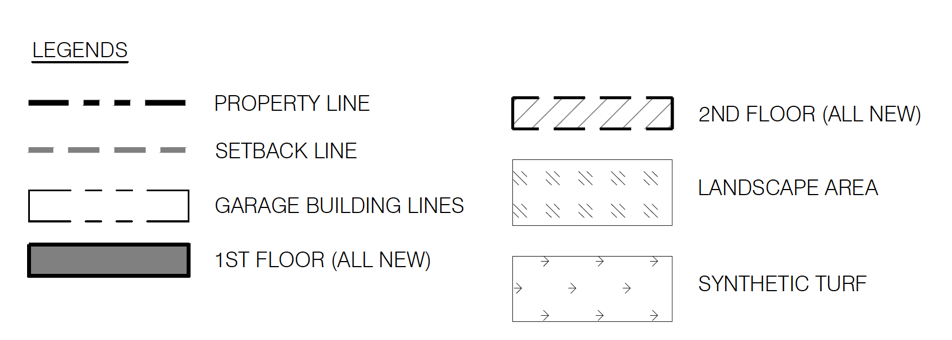 LEGENDS
PROPERTY LINE
SETBACK LINE
GARAGE BUILDING LINES
1ST FLOOR (ALL NEW)
2ND FLOOR (ALL NEW)
LANDSCAPE AREA
SYNTHETIC TURF